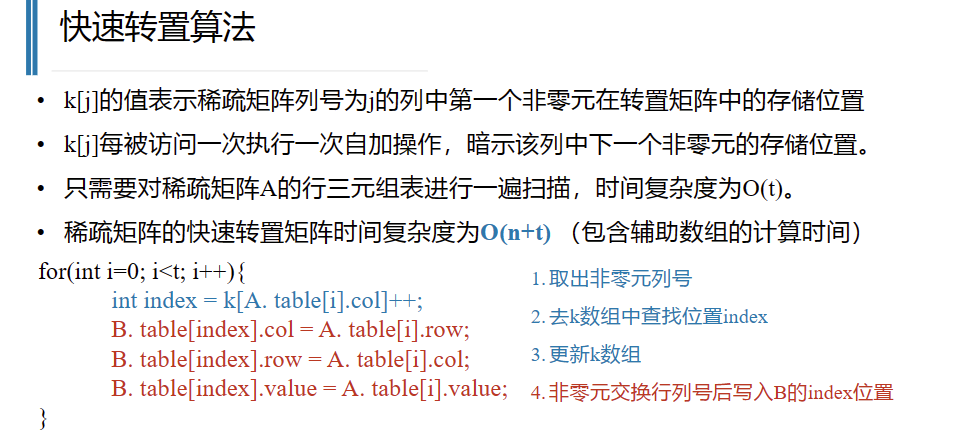 快速转置算法
• k[j]的值表示稀疏矩阵列号为j的列中第一个非零元在转置矩阵中的存储位置
• k[j]每被访问一次执行一次自加操作，暗示该列中下一个非零元的存储位置。
• 只需要对稀疏矩阵A的行三元组表进行一遍扫描，时间复杂度为O(t)。
• 稀疏矩阵的快速转置矩阵时间复杂度为O(n+t) （包含辅助数组的计算时间）
for(int i=0; i<t; i++){
int index = k[A. table[i].col]++;
B. table[index].col = A. table[i].row;
B. table[index].row = A. table[i].col;
B. table[index].value = A. table[i].value;
}
1. 取出非零元列号
2. 去k数组中查找位置index
3. 更新k数组
4. 非零元交换行列号后写入B的index位置